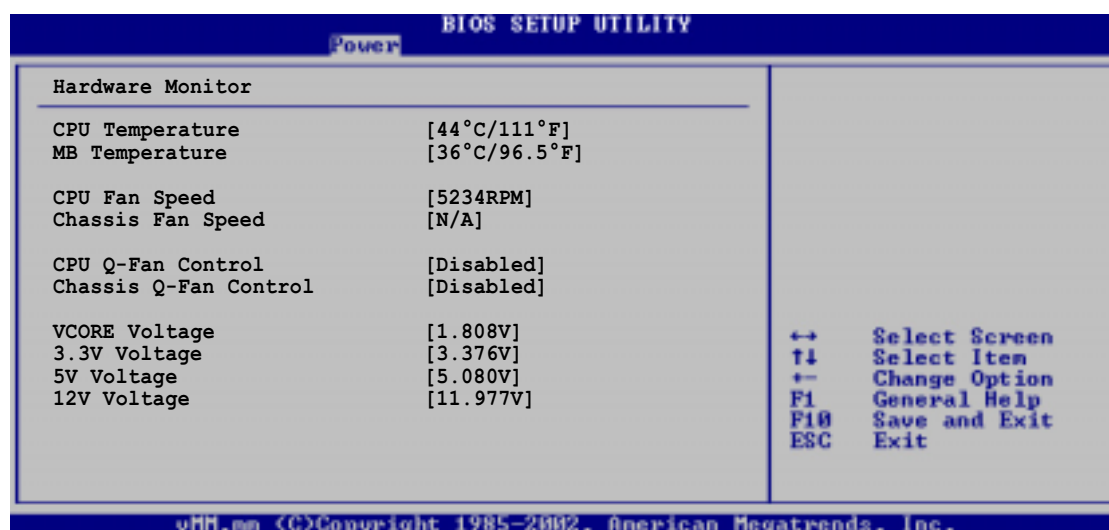 BIOS SETUP UTILITY
Power
Hardware Monitor
CPU Temperature [44°C/111°F]
MB Temperature [36°C/96.5°F]
CPU Fan Speed [5234RPM]
Chassis Fan Speed [N/A]
CPU Q-Fan Control [Disabled]
Chassis Q-Fan Control [Disabled]
VCORE Voltage [1.808V]
3.3V Voltage [3.376V]
5V Voltage [5.080V]
12V Voltage [11.977V]
←→ Select Screen
↑↓ Select Item
+- Change Option
F1 General Help
F10 Save and Exit
ESC Exit
vMM.mm (C)Copyright 1985-2002, American Megatrends, Inc.